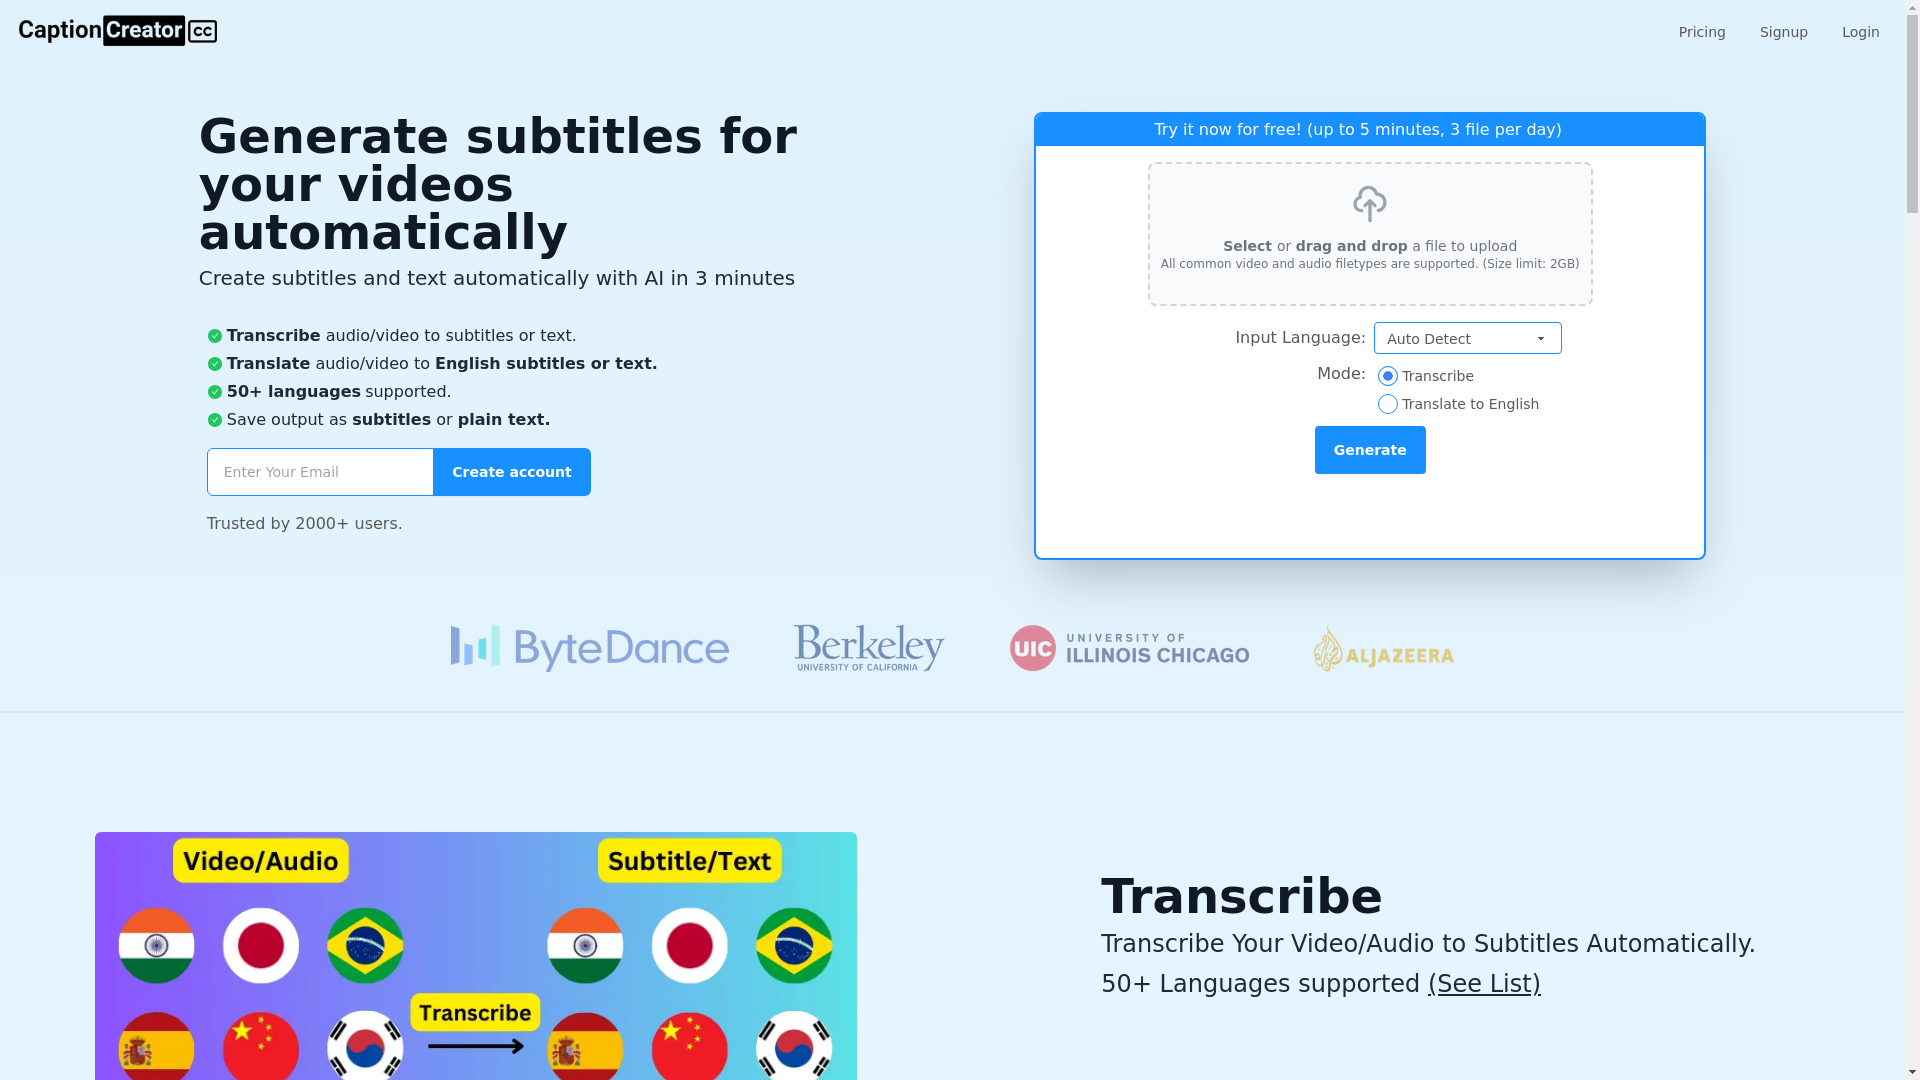 CaptionCreator CC
Pricing
Signup
Login
Generate subtitles for
your videos
automatically
Create subtitles and text automatically with AI in 3 minutes
Transcribe audio/video to subtitles or text.
Translate audio/video to English subtitles or text.
50+ languages supported.
Save output as subtitles or plain text.
Enter Your Email
Create account
Trusted by 2000+ users.
Try it now for free! (up to 5 minutes, 3 file per day)
Select or drag and drop a file to upload
All common video and audio filetypes are supported. (Size limit: 2GB)
Input Language:
Auto Detect
Mode:
Transcribe
Translate to English
Generate
ByteDance
Berkeley
UNIVERSITY OF CALIFORNIA
UIC
UNIVERSITY OF
ILLINOIS CHICAGO
ALJAZEERA
Video/Audio
Subtitle/Text
Transcribe
Transcribe
Transcribe Your Video/Audio to Subtitles Automatically.
50+ Languages supported (See List)